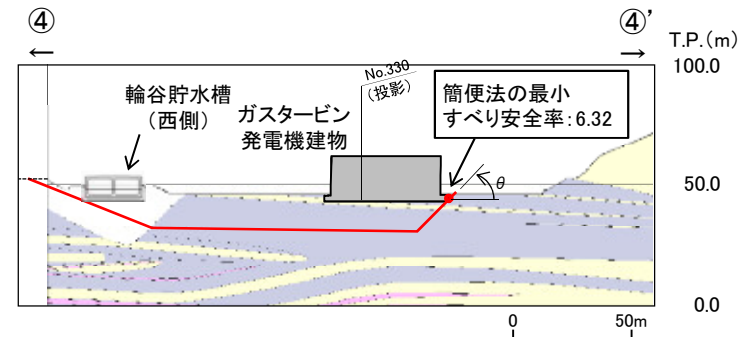 ④
④’
← →
T.P.(m)
100.0
輪谷貯水槽
(西側)
ガスタービン
発電機建物
No.330
(投影)
簡便法の最小
すべり安全率:6.32
θ
50.0
0.0
0 50m